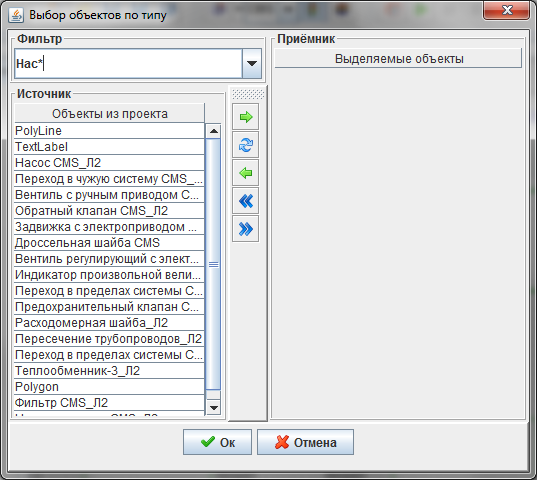 Выбор объектов по типу
Фильтр
Нас*
Источник
Объекты из проекта
PolyLine
TextLabel
Насос CMS_Л2
Переход в чужую систему CMS_...
Вентиль с ручным приводом C...
Обратный клапан CMS_Л2
Задвижка с электроприводом ...
Дроссельная шайба CMS
Вентиль регулирующий с элект...
Индикатор произвольной вели...
Переход в пределах системы C...
Предохранительный клапан C...
Расходомерная шайба_Л2
Пересечение трубопроводов_Л2
Переход в пределах системы C...
Теплообменник-3_Л2
Polygon
Фильтр CMS_Л2
Приёмник
Выделяемые объекты
Ок
Отмена